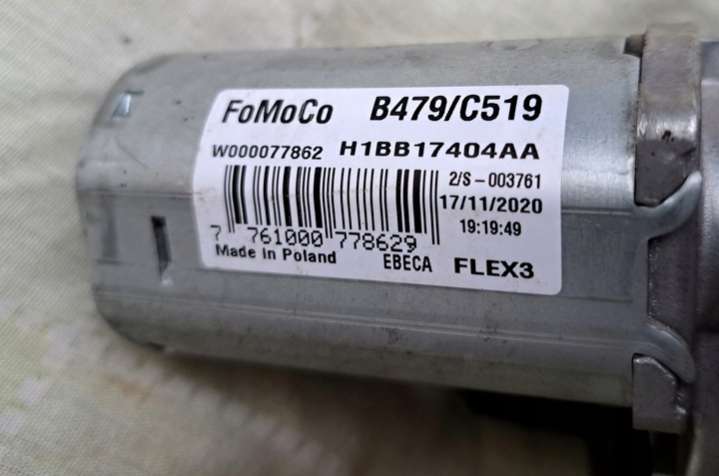 FoMoCo B479/C519
W000077862 H1BB17404AA
2/S-003761
17/11/2020
19:19:49
7 761000 778629
Made in Poland EBECA FLEX3